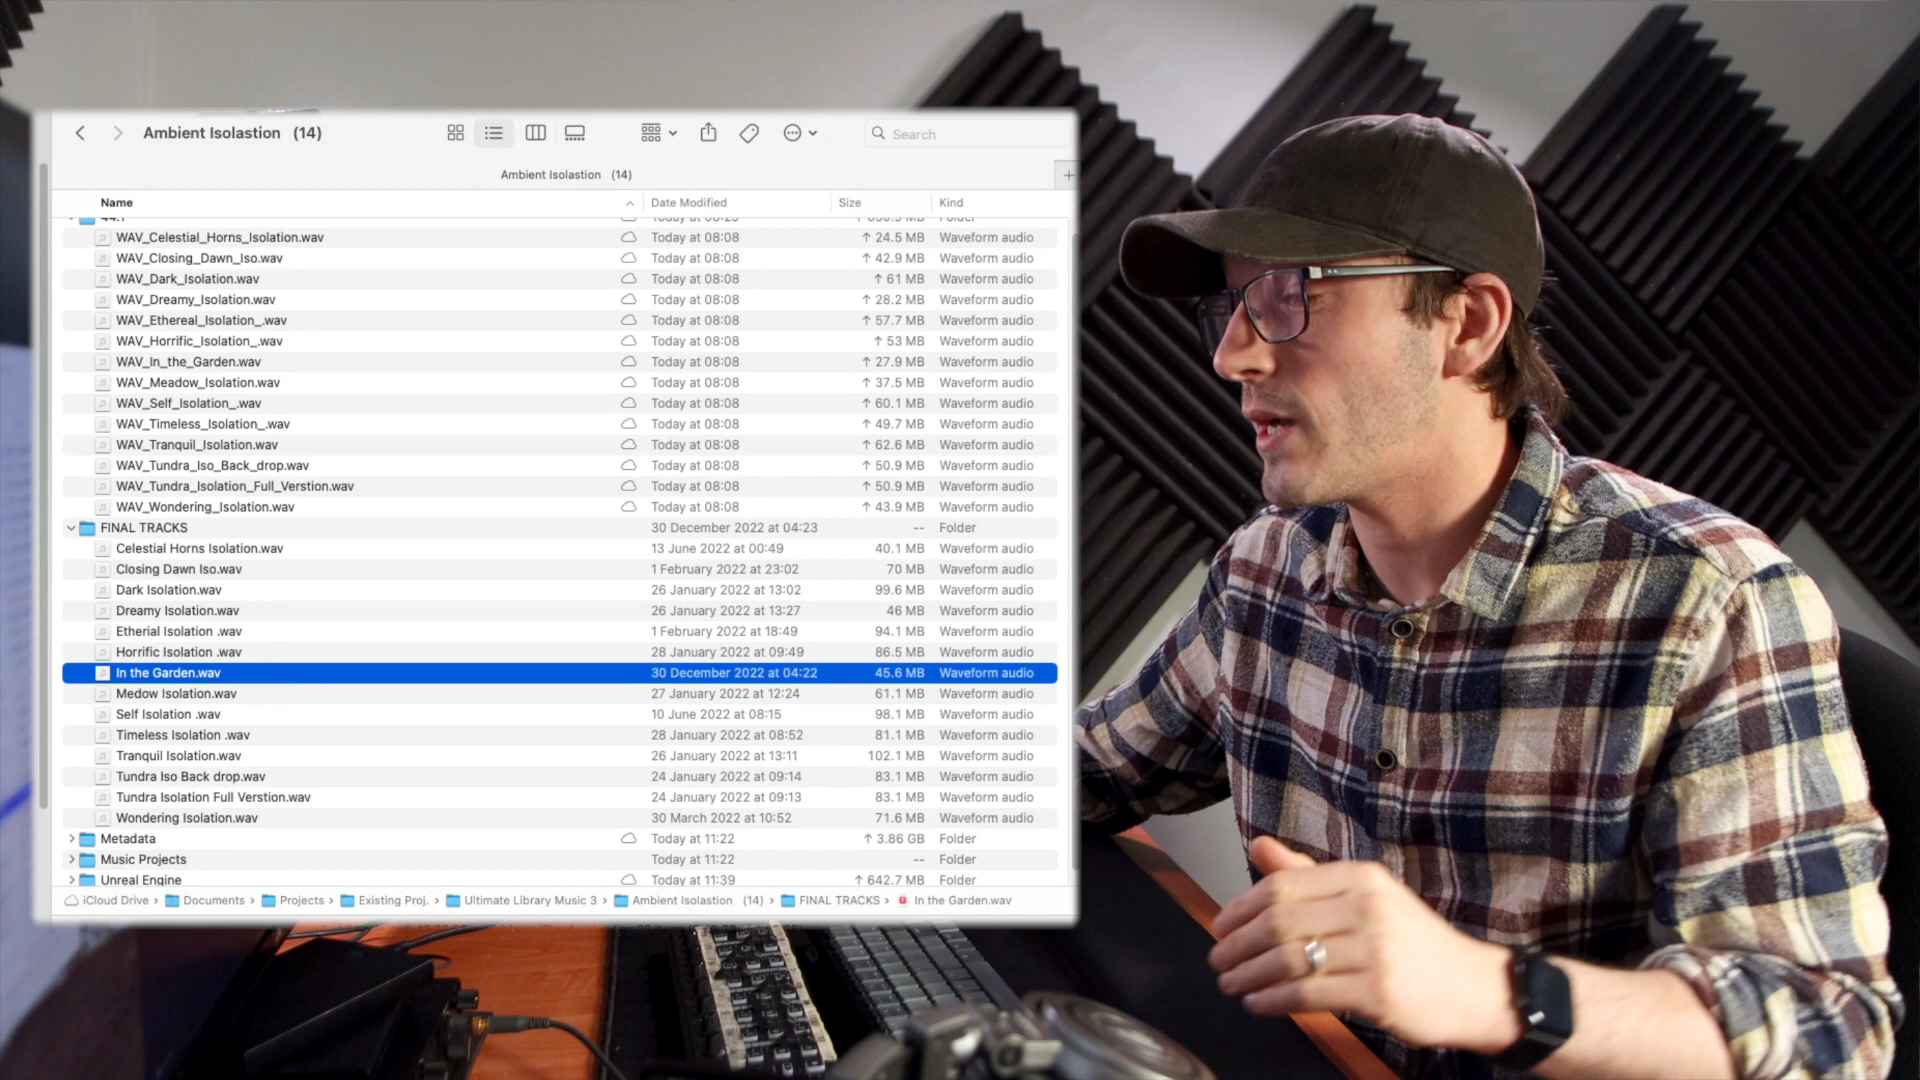 Ambient Isolastion (14)
Search
Ambient Isolastion (14)
+
Name Date Modified Size Kind
44.1 Today at 08:23 Folder
WAV_Celestial_Horns_Isolation.wav Today at 08:08 ↑ 24.5 MB Waveform audio
WAV_Closing_Dawn_Iso.wav Today at 08:08 ↑ 42.9 MB Waveform audio
WAV_Dark_Isolation.wav Today at 08:08 ↑ 61 MB Waveform audio
WAV_Dreamy_Isolation.wav Today at 08:08 ↑ 28.2 MB Waveform audio
WAV_Ethereal_Isolation_.wav Today at 08:08 ↑ 57.7 MB Waveform audio
WAV_Horrific_Isolation_.wav Today at 08:08 ↑ 53 MB Waveform audio
WAV_In_the_Garden.wav Today at 08:08 ↑ 27.9 MB Waveform audio
WAV_Meadow_Isolation.wav Today at 08:08 ↑ 37.5 MB Waveform audio
WAV_Self_Isolation_.wav Today at 08:08 ↑ 60.1 MB Waveform audio
WAV_Timeless_Isolation_.wav Today at 08:08 ↑ 49.7 MB Waveform audio
WAV_Tranquil_Isolation.wav Today at 08:08 ↑ 62.6 MB Waveform audio
WAV_Tundra_Iso_Back_drop.wav Today at 08:08 ↑ 50.9 MB Waveform audio
WAV_Tundra_Isolation_Full_Verstion.wav Today at 08:08 ↑ 50.9 MB Waveform audio
WAV_Wondering_Isolation.wav Today at 08:08 ↑ 43.9 MB Waveform audio
FINAL TRACKS 30 December 2022 at 04:23 -- Folder
Celestial Horns Isolation.wav 13 June 2022 at 00:49 40.1 MB Waveform audio
Closing Dawn Iso.wav 1 February 2022 at 23:02 70 MB Waveform audio
Dark Isolation.wav 26 January 2022 at 13:02 99.6 MB Waveform audio
Dreamy Isolation.wav 26 January 2022 at 13:27 46 MB Waveform audio
Etherial Isolation .wav 1 February 2022 at 18:49 94.1 MB Waveform audio
Horrific Isolation .wav 28 January 2022 at 09:49 86.5 MB Waveform audio
In the Garden.wav 30 December 2022 at 04:22 45.6 MB Waveform audio
Medow Isolation.wav 27 January 2022 at 12:24 61.1 MB Waveform audio
Self Isolation .wav 10 June 2022 at 08:15 98.1 MB Waveform audio
Timeless Isolation .wav 28 January 2022 at 08:52 81.1 MB Waveform audio
Tranquil Isolation.wav 26 January 2022 at 13:11 102.1 MB Waveform audio
Tundra Iso Back drop.wav 24 January 2022 at 09:14 83.1 MB Waveform audio
Tundra Isolation Full Verstion.wav 24 January 2022 at 09:13 83.1 MB Waveform audio
Wondering Isolation.wav 30 March 2022 at 10:52 71.6 MB Waveform audio
Metadata Today at 11:22 ↑ 3.86 GB Folder
Music Projects Today at 11:22 -- Folder
Unreal Engine Today at 11:39 ↑ 642.7 MB Folder
iCloud Drive › Documents › Projects › Existing Proj. › Ultimate Library Music 3 › Ambient Isolastion (14) › FINAL TRACKS › In the Garden.wav